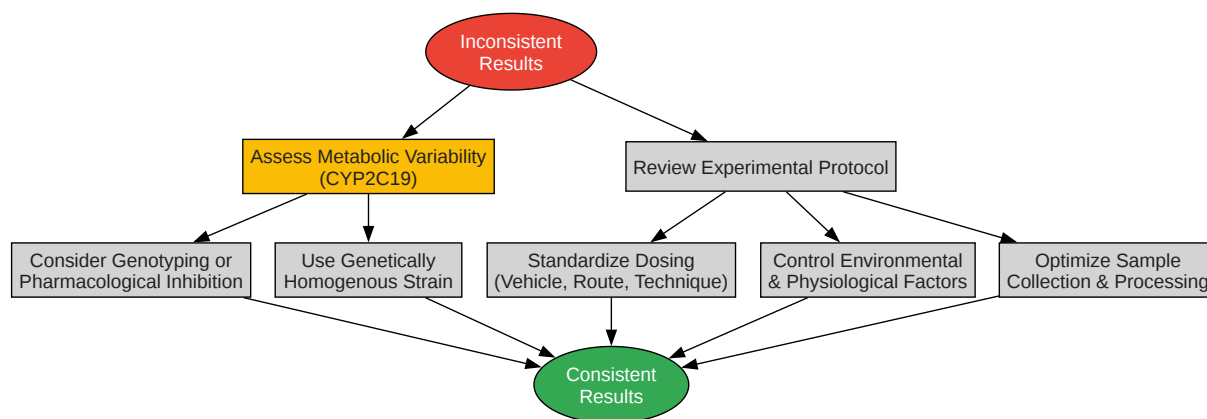 Inconsistent
Results
Assess Metabolic Variability
(CYP2C19)
Review Experimental Protocol
Consider Genotyping or
Pharmacological Inhibition
Use Genetically
Homogenous Strain
Standardize Dosing
(Vehicle, Route, Technique)
Control Environmental
& Physiological Factors
Optimize Sample
Collection & Processing
Consistent
Results